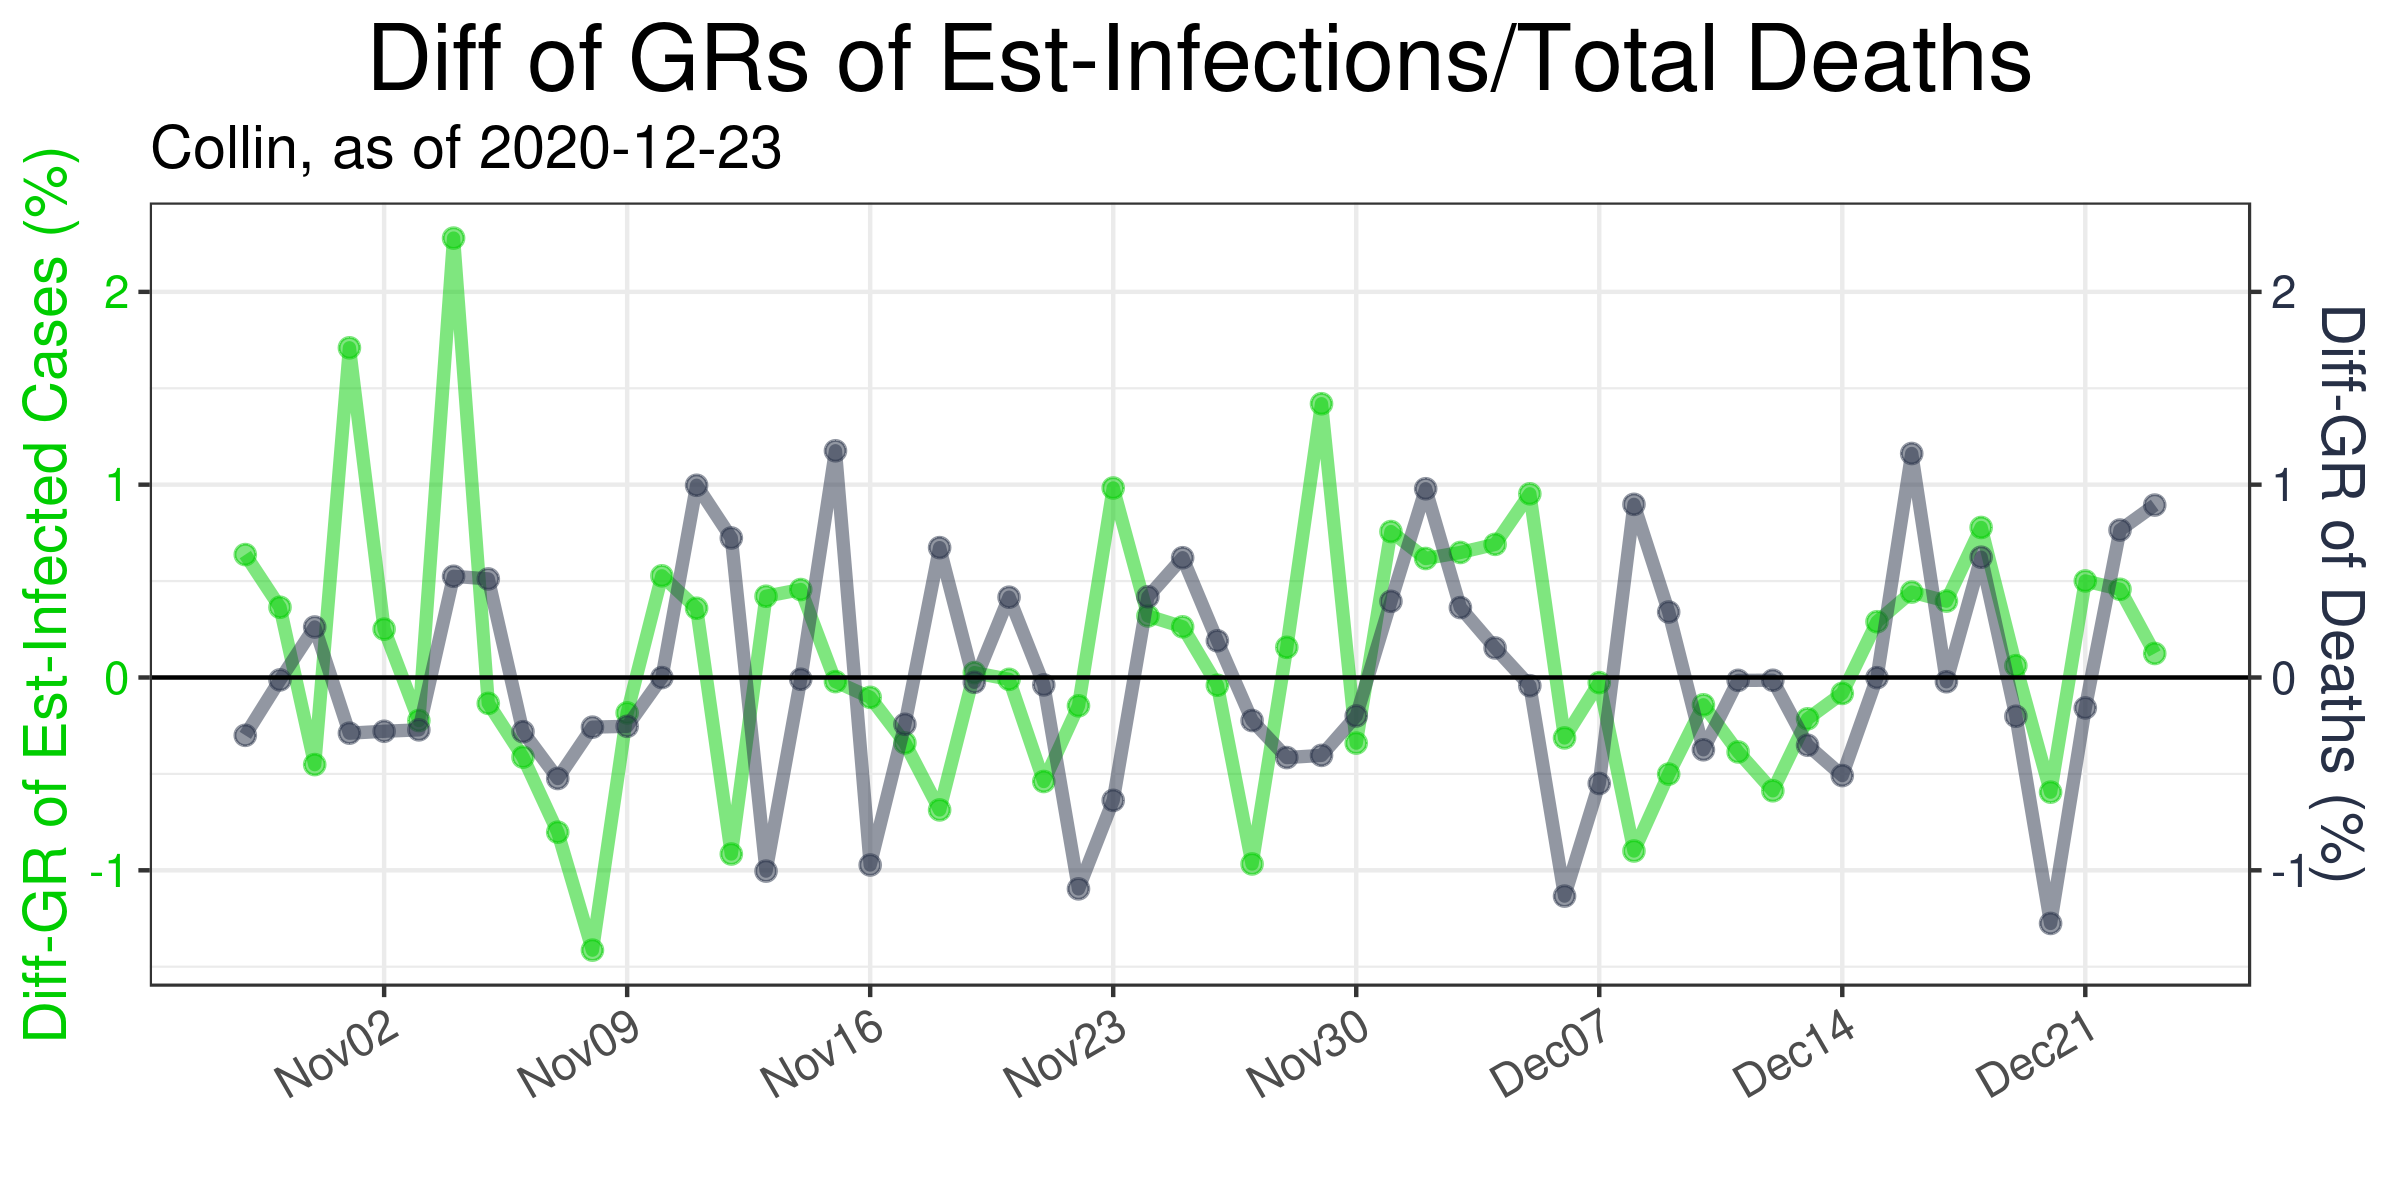 Diff of GRs of Est-Infections/Total Deaths
Collin, as of 2020-12-23
Diff-GR of Est-Infected Cases (%)
2
1
0
-1
2
1
0
-1
Diff-GR of Deaths (%)
Nov02
Nov09
Nov16
Nov23
Nov30
Dec07
Dec14
Dec21